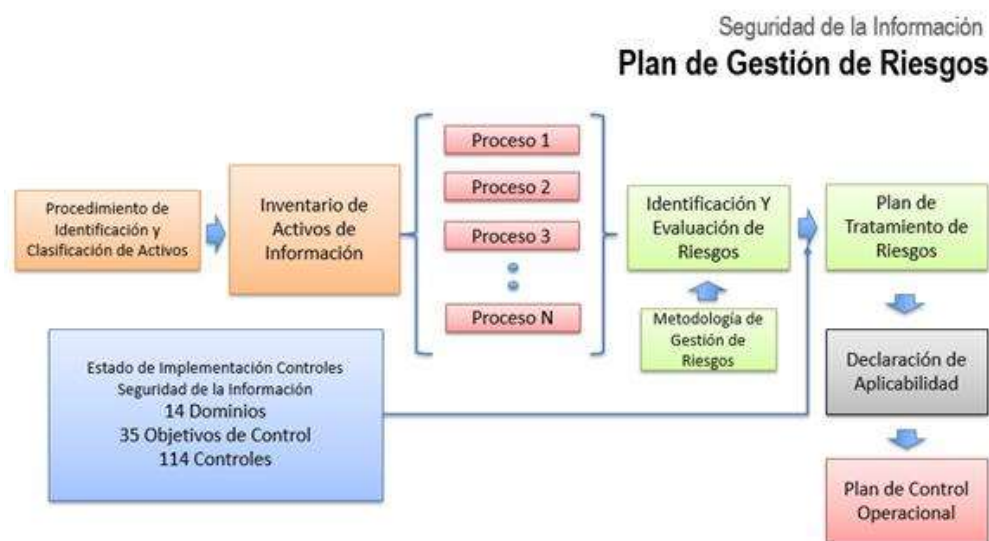 Seguridad de la Información
Plan de Gestión de Riesgos
Procedimiento de
Identificación y
Clasificación de Activos
Inventario de
Activos de
Información
Proceso 1
Proceso 2
Proceso 3
Proceso N
Identificación Y
Evaluación de
Riesgos
Metodología de
Gestión de
Riesgos
Plan de
Tratamiento de
Riesgos
Estado de Implementación Controles
Seguridad de la Información
14 Dominios
35 Objetivos de Control
114 Controles
Declaración de
Aplicabilidad
Plan de Control
Operacional